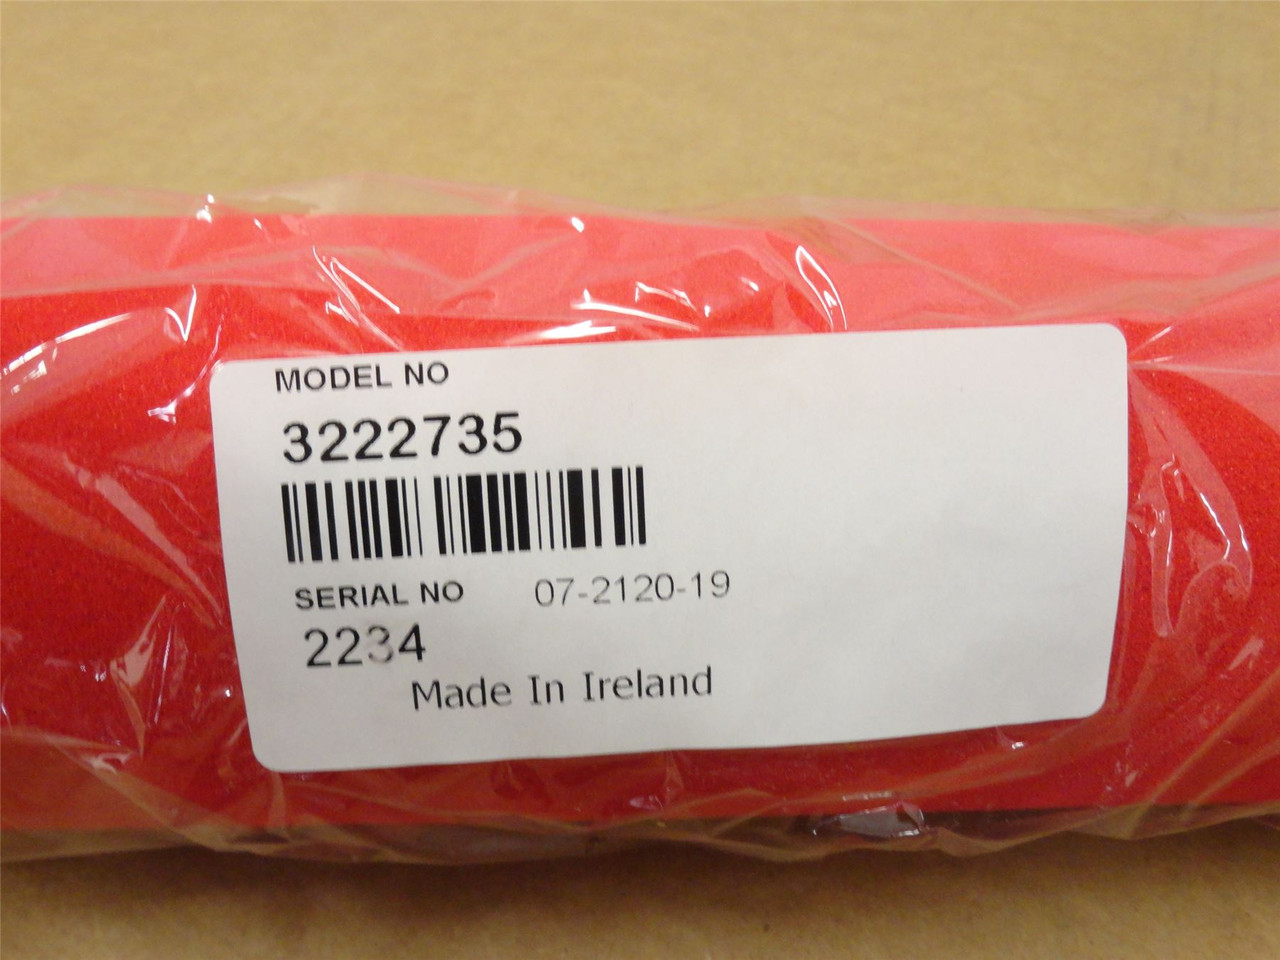 MODEL NO
3222735
SERIAL NO 07-2120-19
2234
Made In Ireland